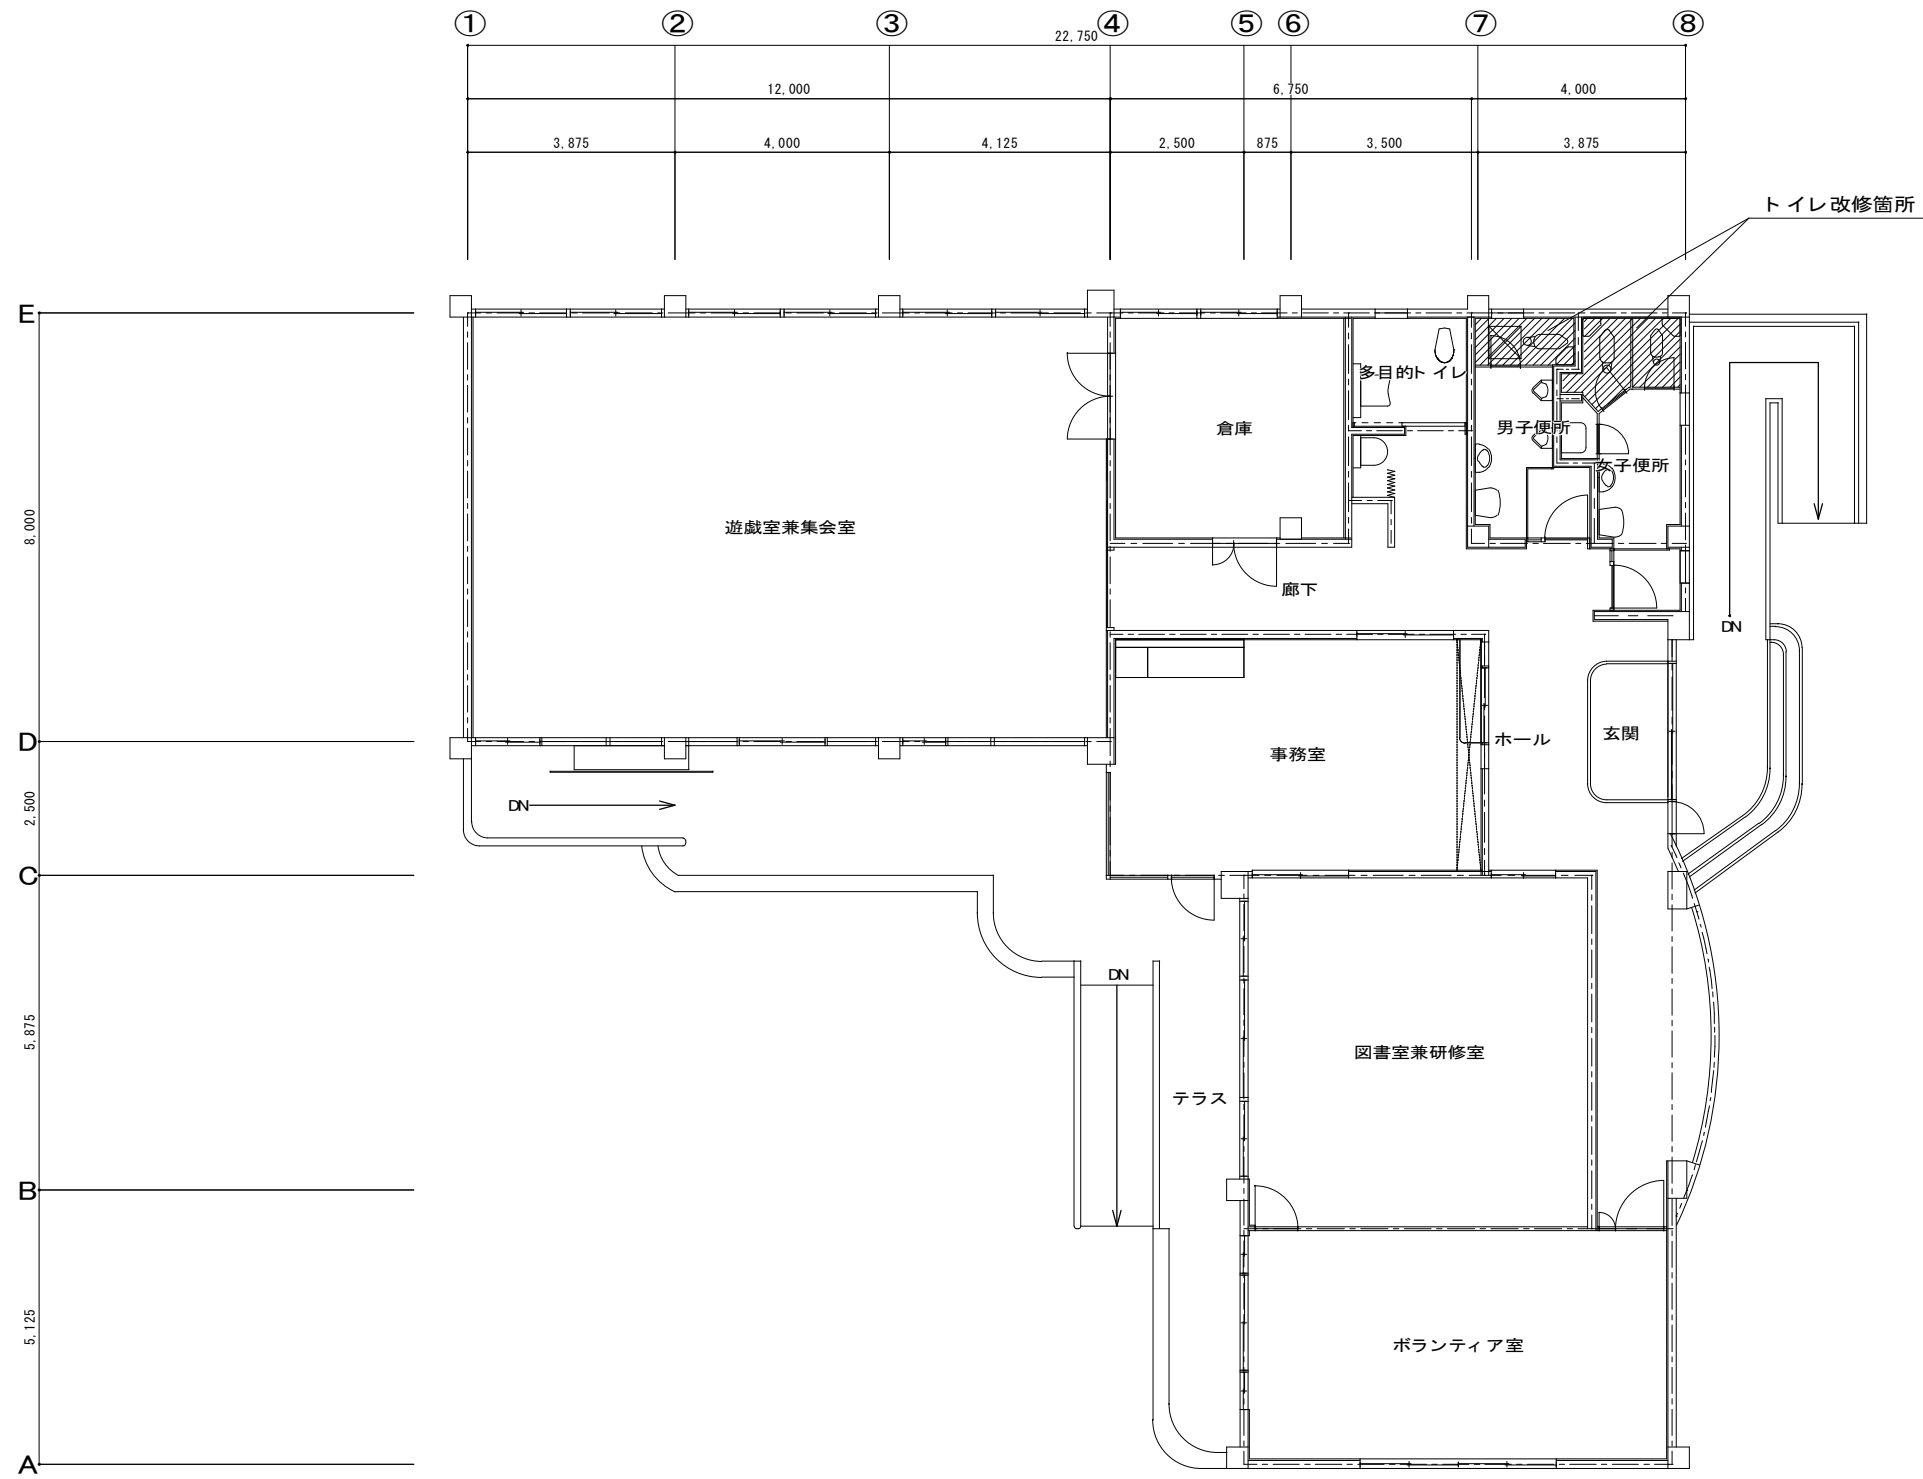 ① ② ③ ④ ⑤ ⑥ ⑦ ⑧
22,750
12,000 6,750 4,000
3,875 4,000 4,125 2,500 875 3,500 3,875
トイレ改修箇所
E
多目的トイレ
男子便所
倉庫
女子便所
8,000
遊戯室兼集会室
廊下
DN
D
ホール
玄関
事務室
2,500
DN
C
DN
5,875
図書室兼研修室
テラス
B
5,125
ボランティア室
A